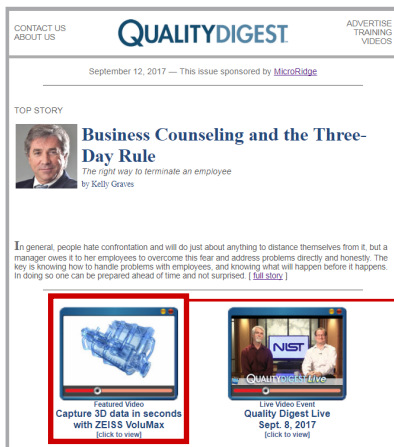 CONTACT US
ABOUT US
QUALITYDIGEST
ADVERTISE
TRAINING
VIDEOS
September 12, 2017 — This issue sponsored by MicroRidge
TOP STORY
Business Counseling and the Three-
Day Rule
The right way to terminate an employee
by Kelly Graves
In general, people hate confrontation and will do just about anything to distance themselves from it, but a
manager owes it to her employees to overcome this fear and address problems directly and honestly. The
key is knowing how to handle problems with employees, and knowing what will happen before it happens.
In doing so one can be prepared ahead of time and not surprised. [ full story ]
Featured Video
Capture 3D data in seconds
with ZEISS VoluMax
[click to view]
NIST
QUALITYDIGEST LIVE
Live Video Event
Quality Digest Live
Sept. 8, 2017
[click to view]